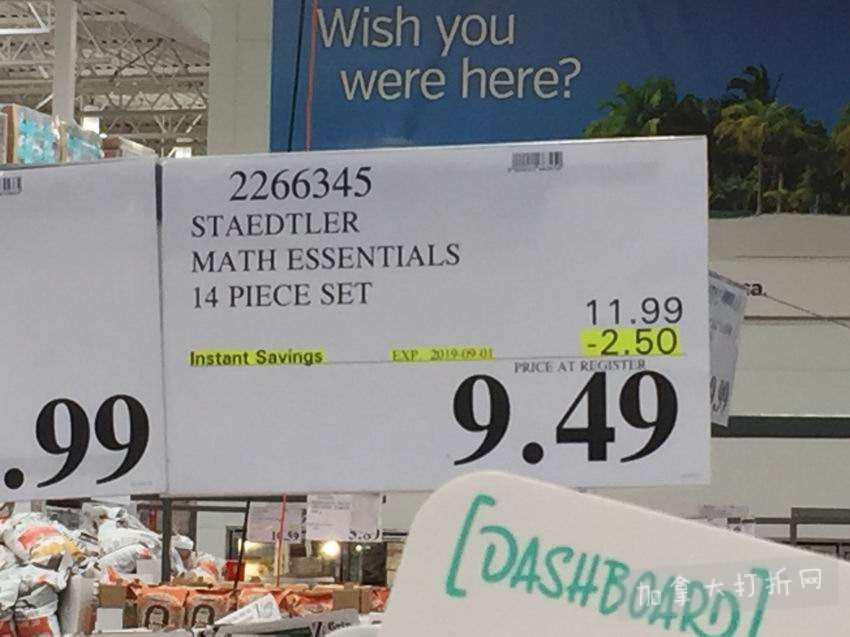 Wish you
were here?
2266345
STAEDTLER
MATH ESSENTIALS
14 PIECE SET
11.99
-2.50
Instant Savings EXP. 2019-09-01
PRICE AT REGISTER
9.49
.99
[DASHBOARD]
加拿大打折网